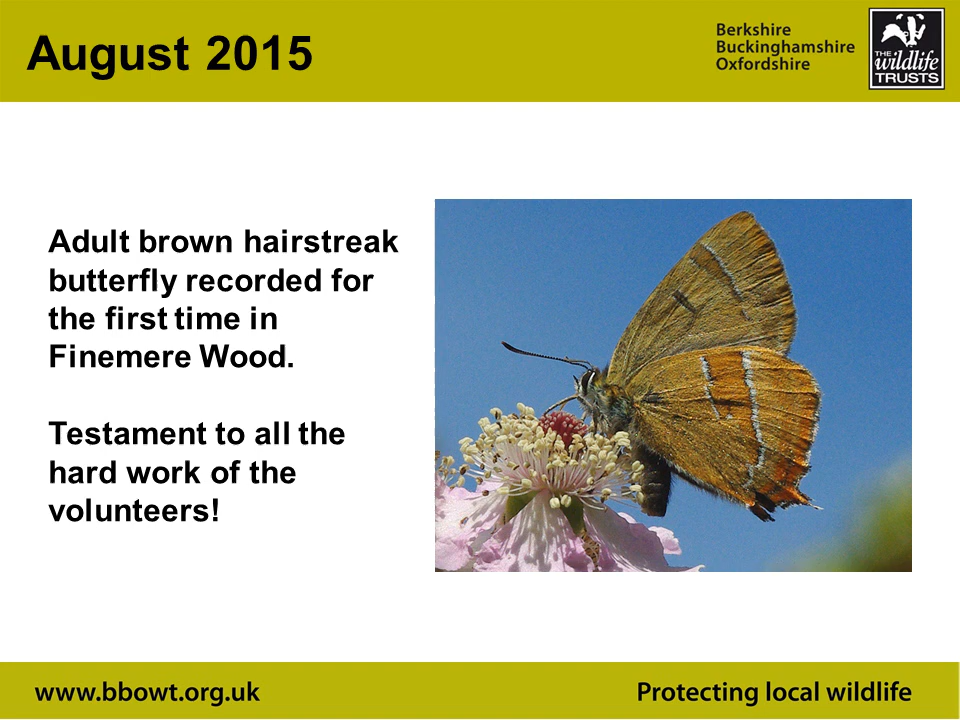 August 2015
Berkshire
Buckinghamshire
Oxfordshire
THE
wildlife
TRUSTS
Adult brown hairstreak
butterfly recorded for
the first time in
Finemere Wood.
Testament to all the
hard work of the
volunteers!
www.bbowt.org.uk
Protecting local wildlife